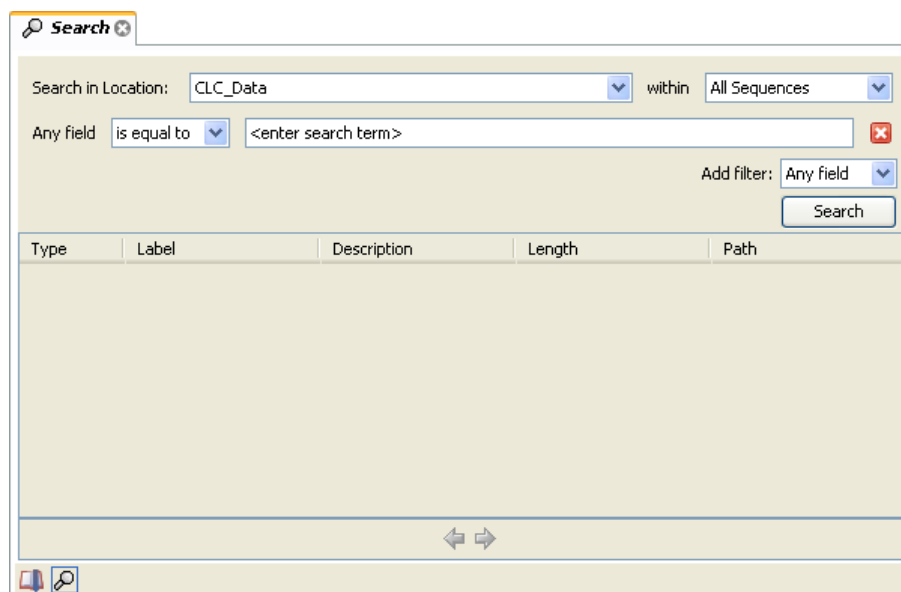 Search
Search in Location: CLC_Data within All Sequences
Any field is equal to <enter search term>
Add filter: Any field
Search
Type Label Description Length Path